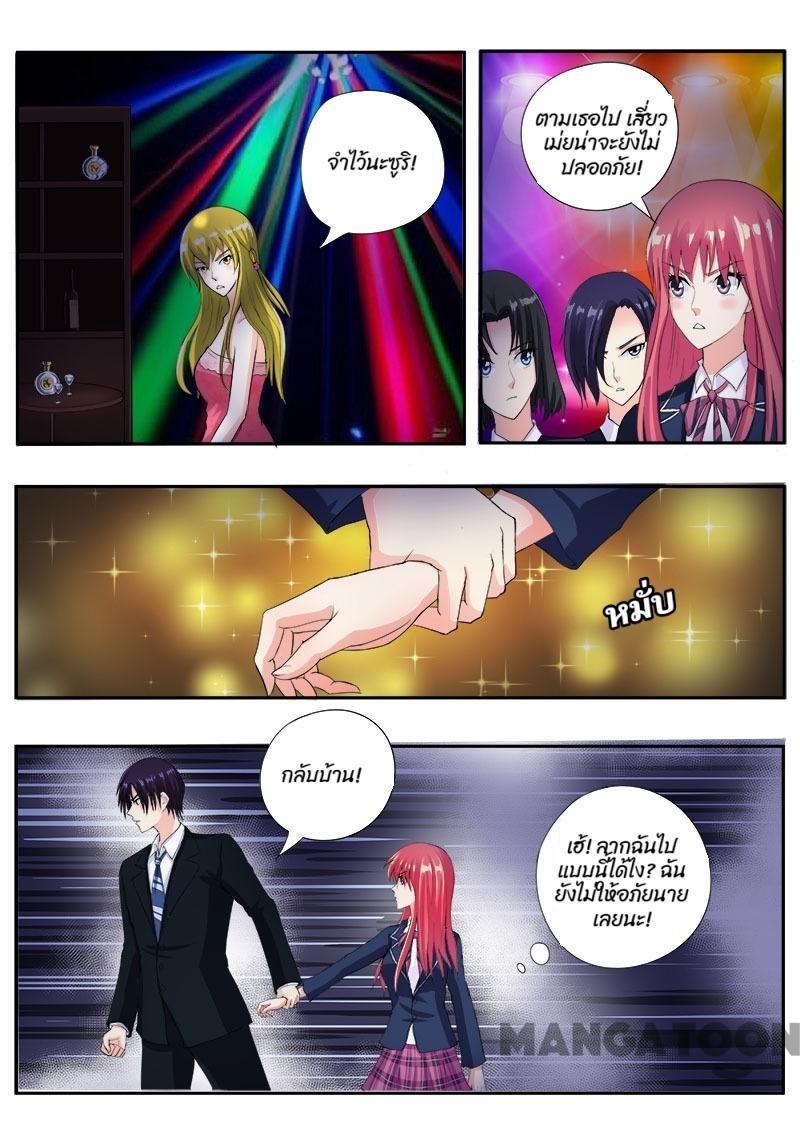 จำไว้นะซูริ!
ตามเธอไป เสี่ยว
เม่ยน่าจะยังไม่
ปลอดภัย!
หมั่บ
กลับบ้าน!
เฮ้! ลากฉันไป
แบบนี้ได้ไง? ฉัน
ยังไม่ให้อภัยนาย
เลยนะ!
MANGATOON